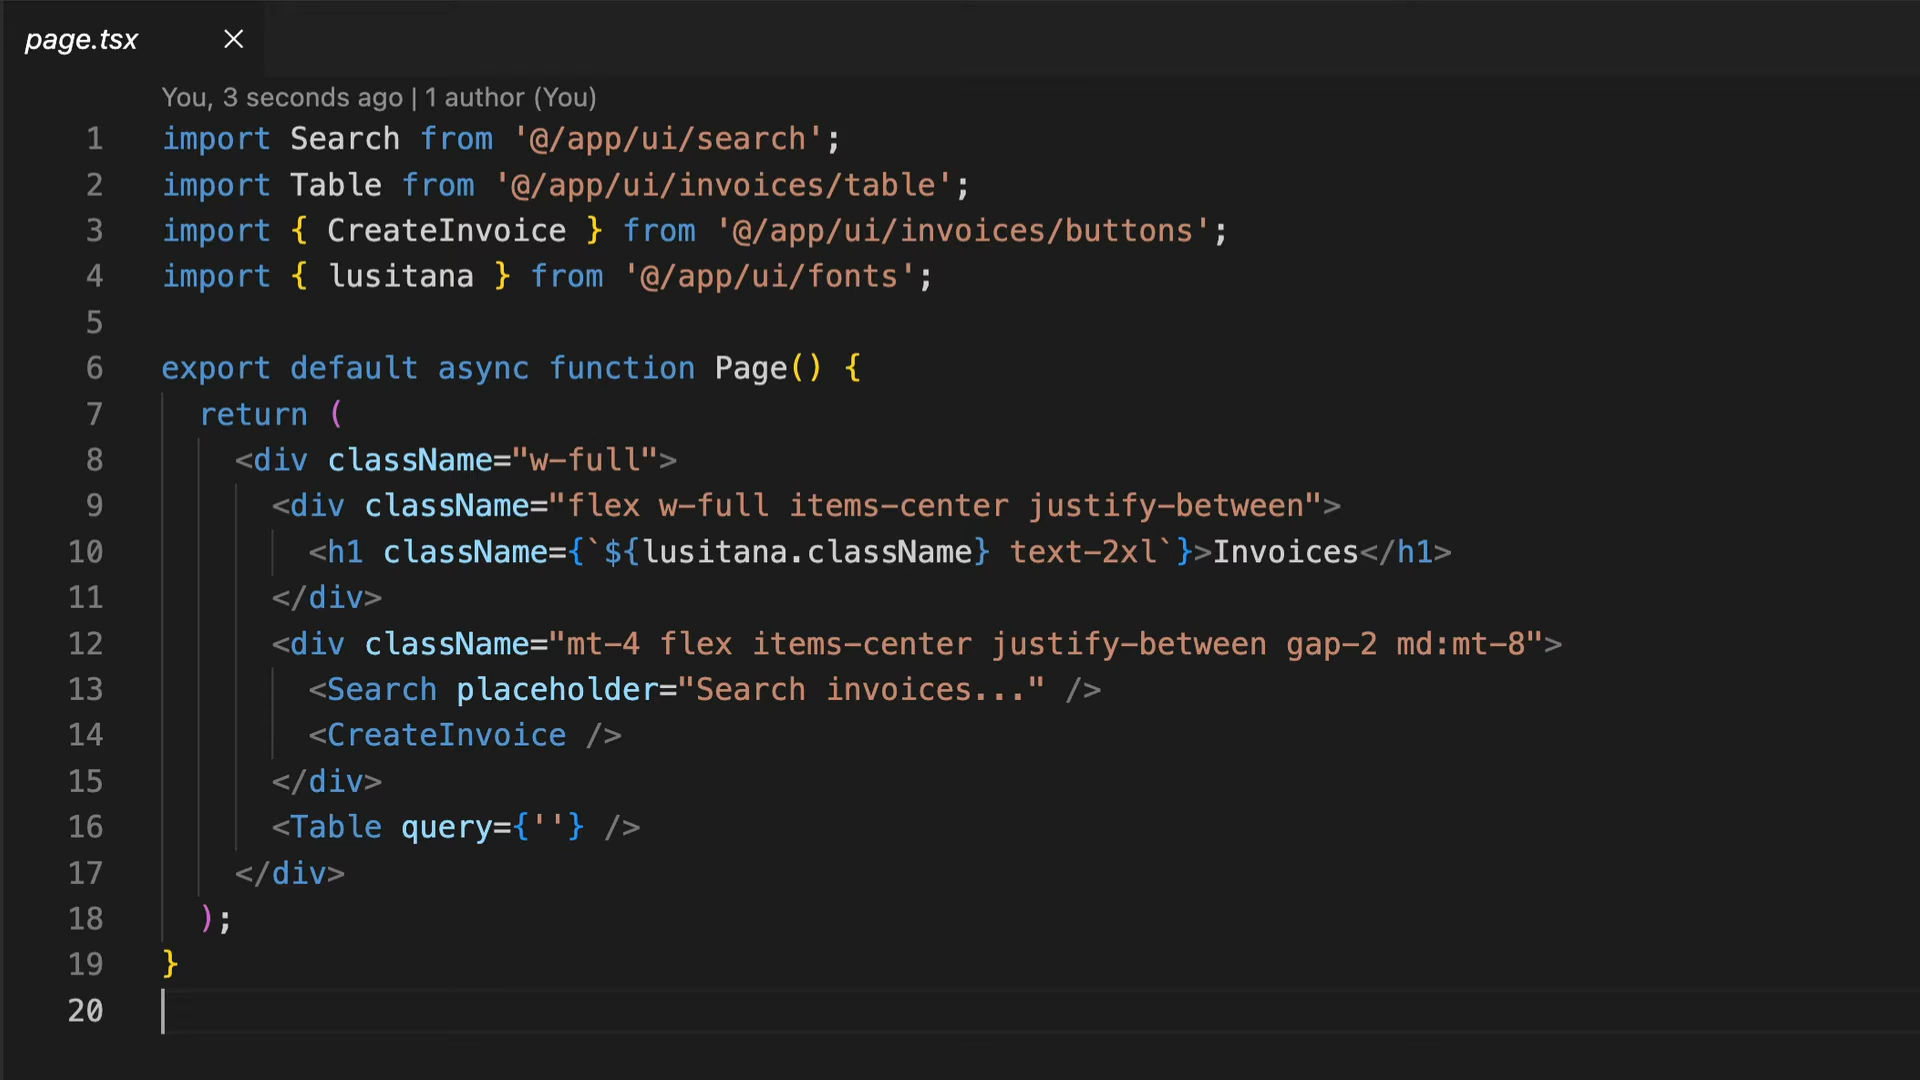 page.tsx
You, 3 seconds ago | 1 author (You)
1 import Search from '@/app/ui/search';
2 import Table from '@/app/ui/invoices/table';
3 import { CreateInvoice } from '@/app/ui/invoices/buttons';
4 import { lusitana } from '@/app/ui/fonts';
5
6 export default async function Page() {
7   return (
8     <div className="w-full">
9       <div className="flex w-full items-center justify-between">
10         <h1 className={`${lusitana.className} text-2xl`}>Invoices</h1>
11       </div>
12       <div className="mt-4 flex items-center justify-between gap-2 md:mt-8">
13         <Search placeholder="Search invoices..." />
14         <CreateInvoice />
15       </div>
16       <Table query={''} />
17     </div>
18   );
19 }
20